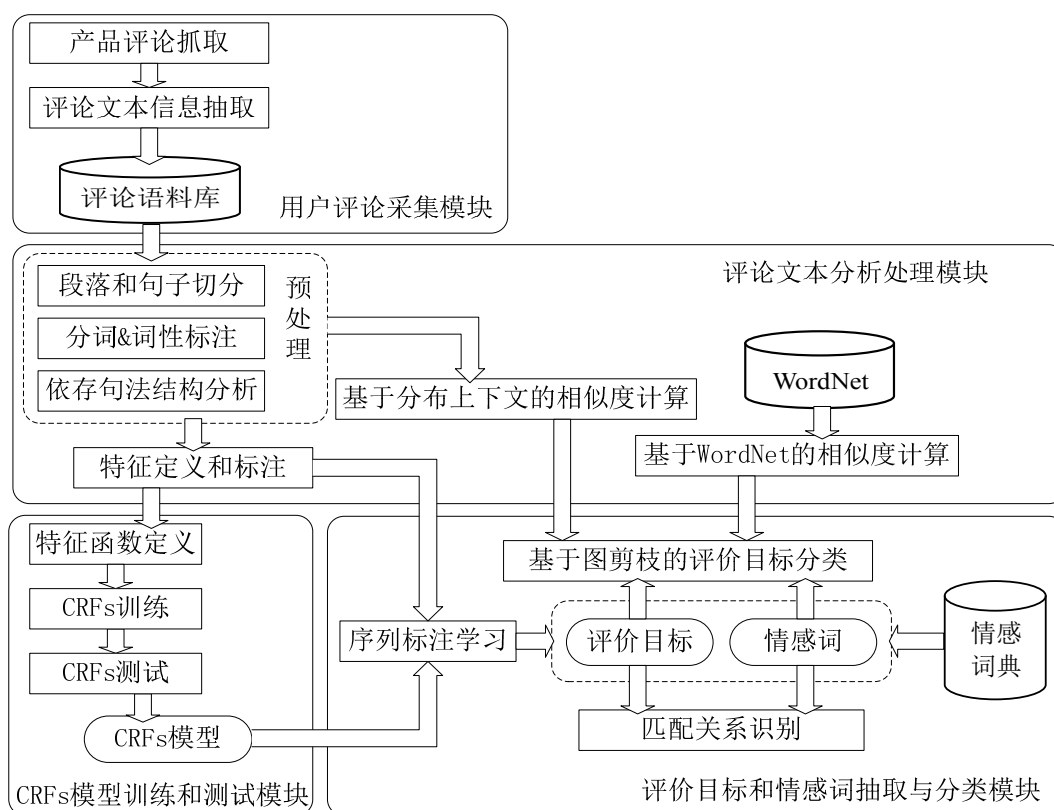 产品评论抓取
评论文本信息抽取
评论语料库
用户评论采集模块
评论文本分析处理模块
段落和句子切分
分词&词性标注
依存句法结构分析
预
处
理
WordNet
基于分布上下文的相似度计算
基于WordNet的相似度计算
特征定义和标注
特征函数定义
CRFs训练
CRFs测试
CRFs模型
CRFs模型训练和测试模块
基于图剪枝的评价目标分类
序列标注学习
评价目标
情感词
情感
词典
匹配关系识别
评价目标和情感词抽取与分类模块